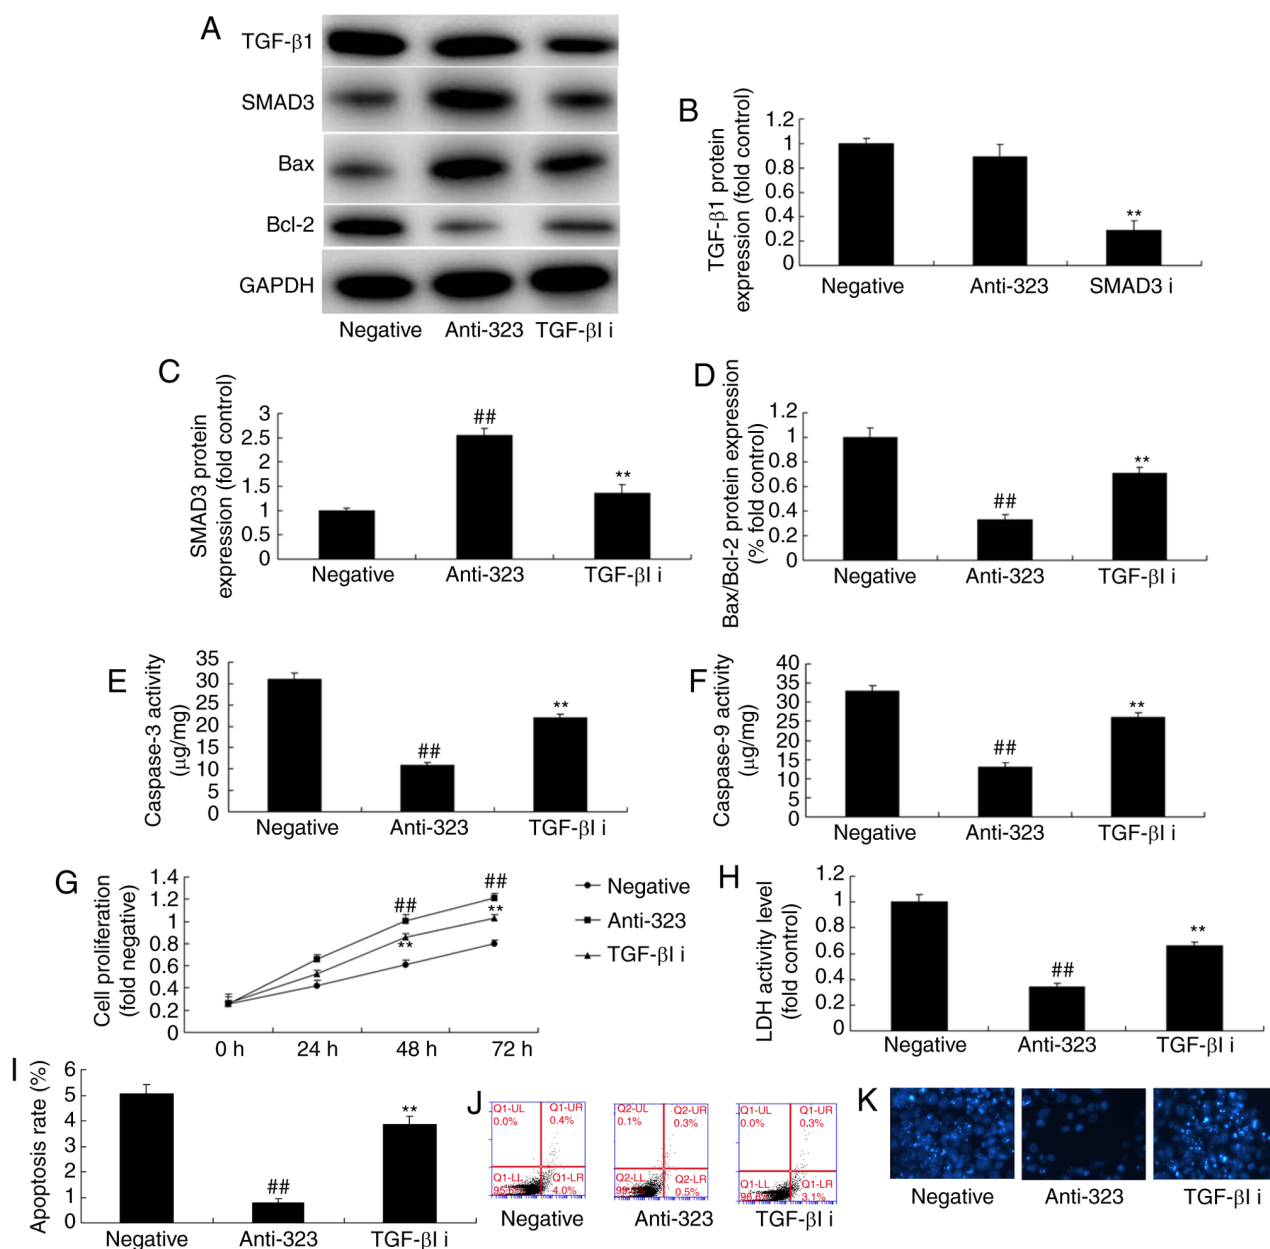 A
TGF-β1
SMAD3
Bax
Bcl-2
GAPDH
Negative Anti-323 TGF-βI i
B
TGF-β1 protein
expression (fold control)
1.2
1
0.8
0.6
0.4
0.2
0
**
Negative Anti-323 SMAD3 i
C
SMAD3 protein
expression (fold control)
3
2.5
2
1.5
1
0.5
0
##
**
Negative Anti-323 TGF-βI i
D
Bax/Bcl-2 protein expression
(% fold control)
1.2
1
0.8
0.6
0.4
0.2
0
##
**
Negative Anti-323 TGF-βI i
E
Caspase-3 activity
(μg/mg)
35
30
25
20
15
10
5
0
##
**
Negative Anti-323 TGF-βI i
F
Caspase-9 activity
(μg/mg)
40
35
30
25
20
15
10
5
0
##
**
Negative Anti-323 TGF-βI i
G
Cell proliferation
(fold negative)
1.4
1.2
1
0.8
0.6
0.4
0.2
0
##
**
##
**
0 h 24 h 48 h 72 h
Negative
Anti-323
TGF-βI i
H
LDH activity level
(fold control)
1.2
1
0.8
0.6
0.4
0.2
0
##
**
Negative Anti-323 TGF-βI i
I
Apoptosis rate (%)
6
5
4
3
2
1
0
##
**
Negative Anti-323 TGF-βI i
J
Q1-UL Q1-UR
0.0% 0.4%
Q1-LL Q1-LR
4.0%
Negative
Q2-UL Q2-UR
0.1% 0.3%
Q2-LL Q2-LR
0.5%
Anti-323
Q1-UL Q1-UR
0.0% 0.3%
Q1-LL Q1-LR
3.1%
TGF-βI i
K
Negative Anti-323 TGF-βI i